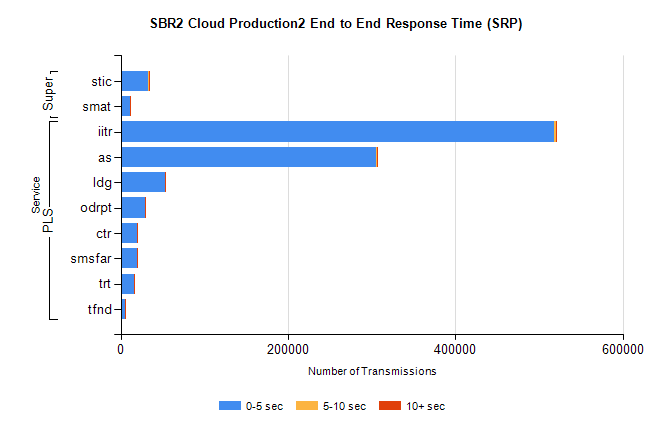 SBR2 Cloud Production2 End to End Response Time (SRP)
Service
Super
PLS
stic
smat
iitr
as
ldg
odrpt
ctr
smsfar
trt
tfnd
0 200000 400000 600000
Number of Transmissions
0-5 sec 5-10 sec 10+ sec